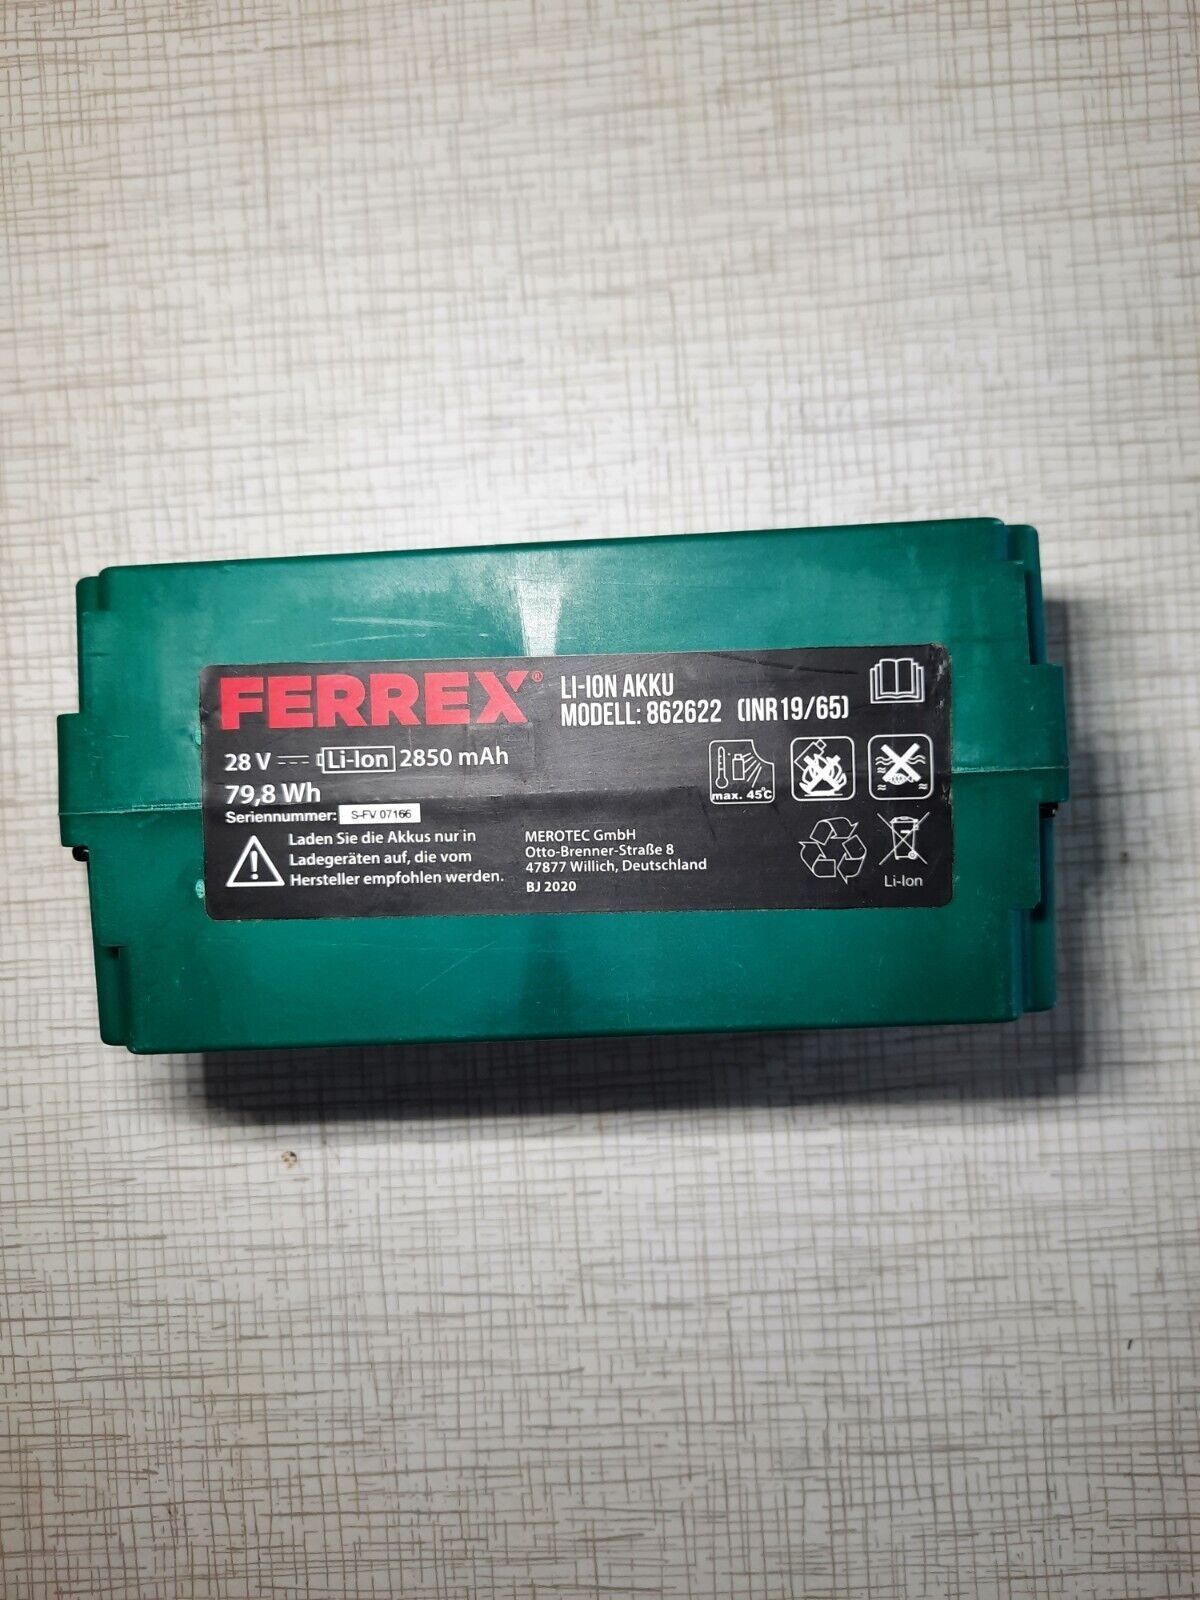 FERREX®
LI-ION AKKU
MODELL: 862622 (INR19/65)
28 V Li-Ion 2850 mAh
79,8 Wh
Seriennummer: S-FV 07166
Laden Sie die Akkus nur in
Ladegeräten auf, die vom
Hersteller empfohlen werden.
MEROTEC GmbH
Otto-Brenner-Straße 8
47877 Willich, Deutschland
BJ 2020
max. 45°C
Li-Ion